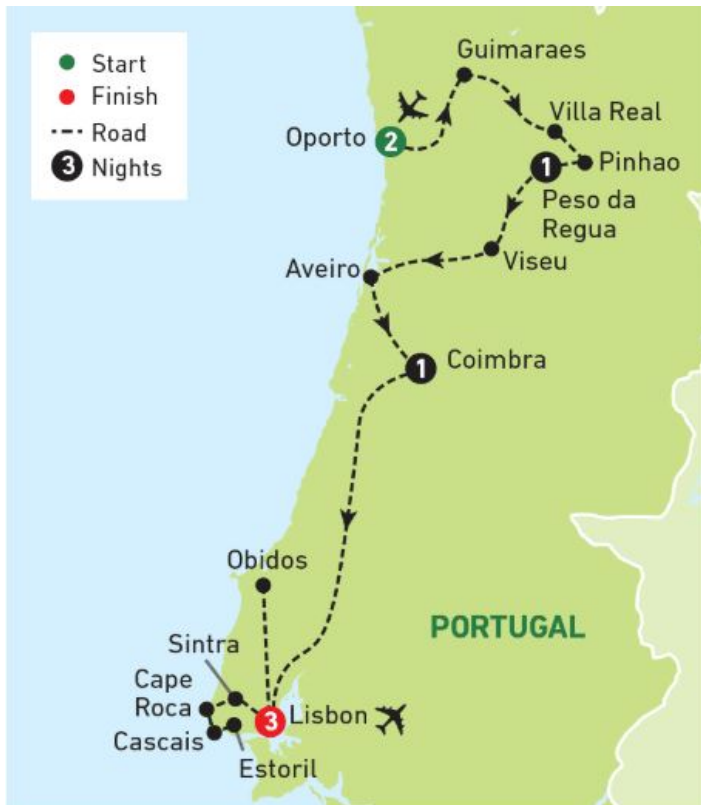 Start
Finish
Road
3 Nights
Guimaraes
Villa Real
Oporto
2
Pinhao
1
Peso da
Regua
Viseu
Aveiro
1
Coimbra
Obidos
PORTUGAL
Sintra
Cape
Roca
3
Lisbon
Cascais
Estoril